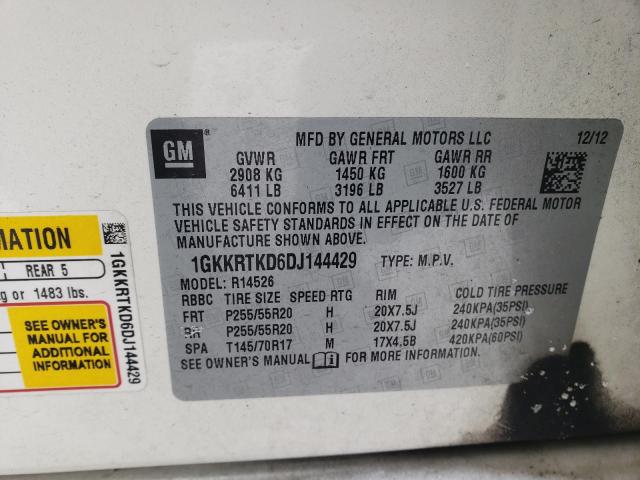 GM
MFD BY GENERAL MOTORS LLC 12/12
GVWR GAWR FRT GAWR RR
2908 KG 1450 KG 1600 KG
6411 LB 3196 LB 3527 LB
THIS VEHICLE CONFORMS TO ALL APPLICABLE U.S. FEDERAL MOTOR
VEHICLE SAFETY STANDARDS IN EFFECT ON THE DATE OF
MANUFACTURE SHOWN ABOVE.
1GKKRTKD6DJ144429 TYPE: M.P.V.
MODEL: R14526
RBBC TIRE SIZE SPEED RTG RIM COLD TIRE PRESSURE
FRT P255/55R20 H 20X7.5J 240KPA(35PSI)
RR P255/55R20 H 20X7.5J 240KPA(35PSI)
SPA T145/70R17 M 17X4.5B 420KPA(60PSI)
SEE OWNER'S MANUAL FOR MORE INFORMATION.
REAR 5
or 1483 lbs.
SEE OWNER'S
MANUAL FOR
ADDITIONAL
INFORMATION
1GKKRTKD6DJ144429